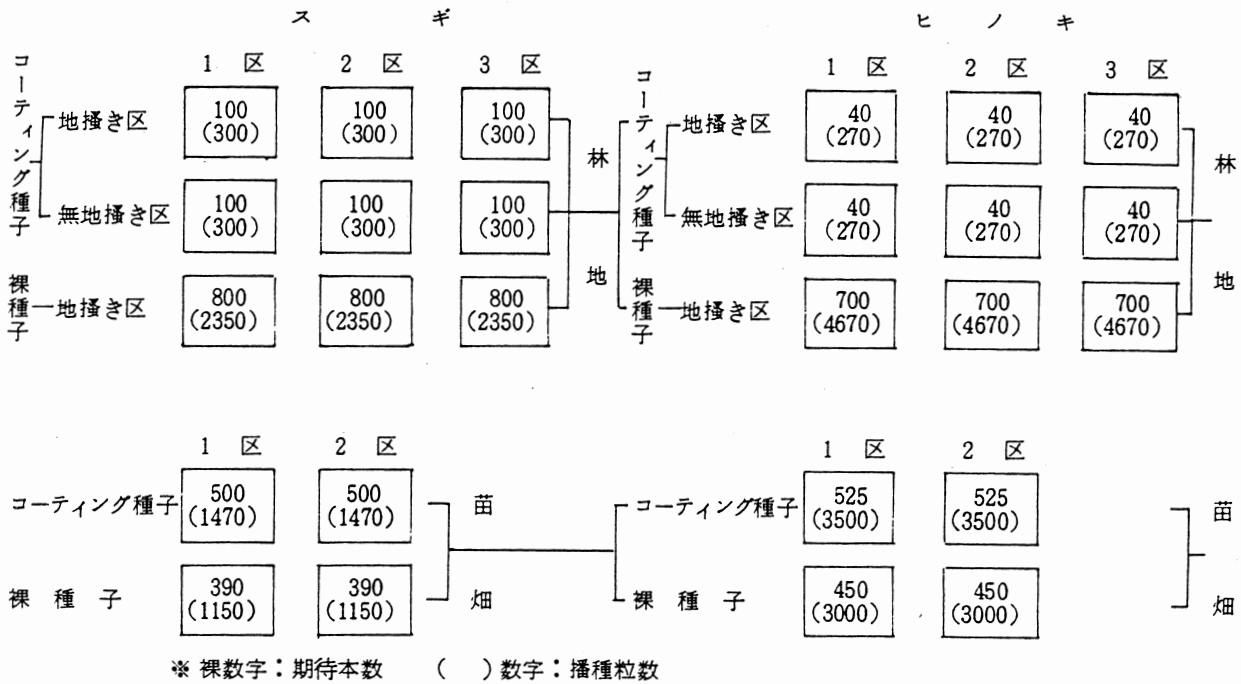 スギ ヒノキ
1区 2区 3区 1区 2区 3区
コーティング種子 地掻き区 100 100 100 コーティング種子 地掻き区 40 40 40
(300) (300) (300) (270) (270) (270)
林 林
無地掻き区 100 100 100 無地掻き区 40 40 40
(300) (300) (300) (270) (270) (270)
地 地
裸種子 地掻き区 800 800 800 裸種子 地掻き区 700 700 700
(2350) (2350) (2350) (4670) (4670) (4670)
1区 2区 1区 2区
コーティング種子 500 500 苗 コーティング種子 525 525 苗
(1470) (1470) (3500) (3500)
裸種子 390 390 畑 裸種子 450 450 畑
(1150) (1150) (3000) (3000)
※ 裸数字：期待本数 ( )数字：播種粒数